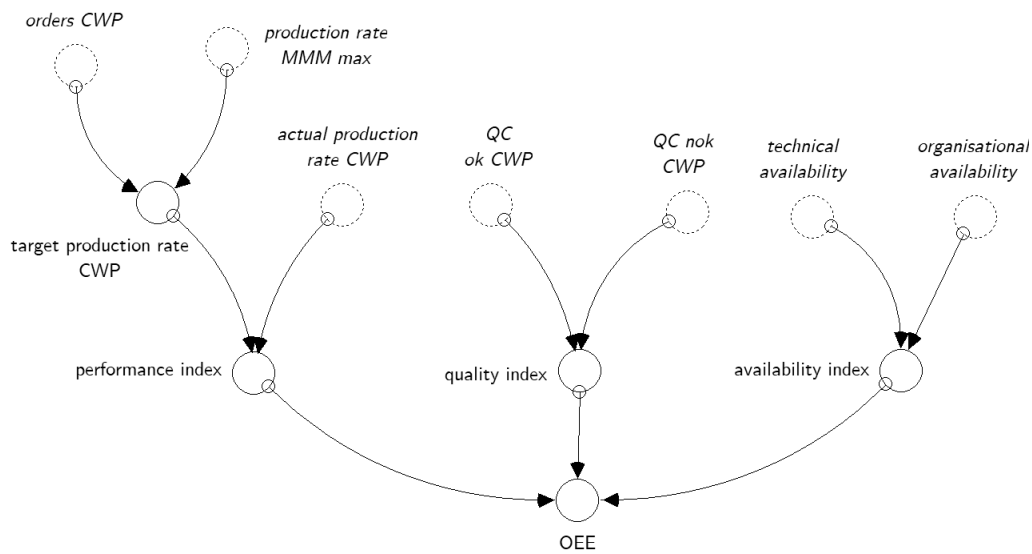 orders CWP
production rate
MMM max
actual production
rate CWP
QC
ok CWP
QC nok
CWP
technical
availability
organisational
availability
target production rate
CWP
performance index
quality index
availability index
OEE